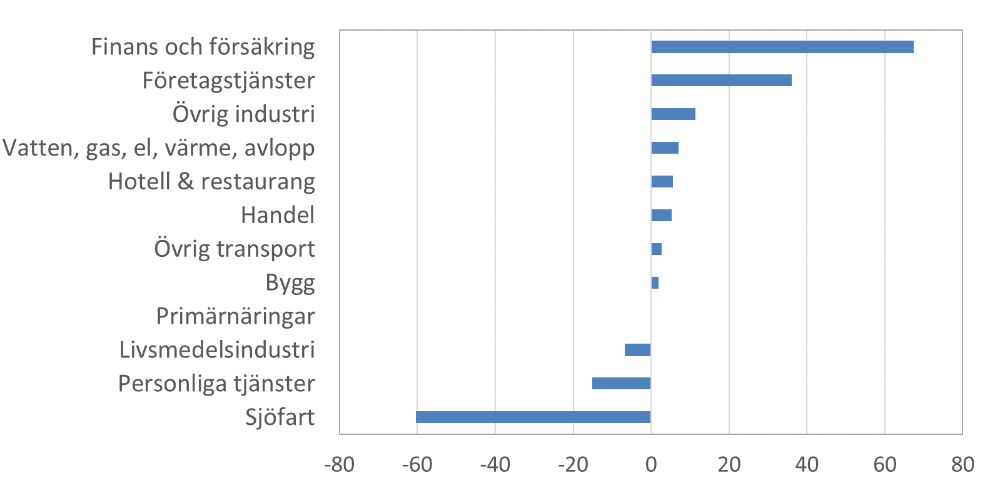 Finans och försäkring
Företagstjänster
Övrig industri
Vatten, gas, el, värme, avlopp
Hotell & restaurang
Handel
Övrig transport
Bygg
Primärnäringar
Livsmedelsindustri
Personliga tjänster
Sjöfart
-80 -60 -40 -20 0 20 40 60 80